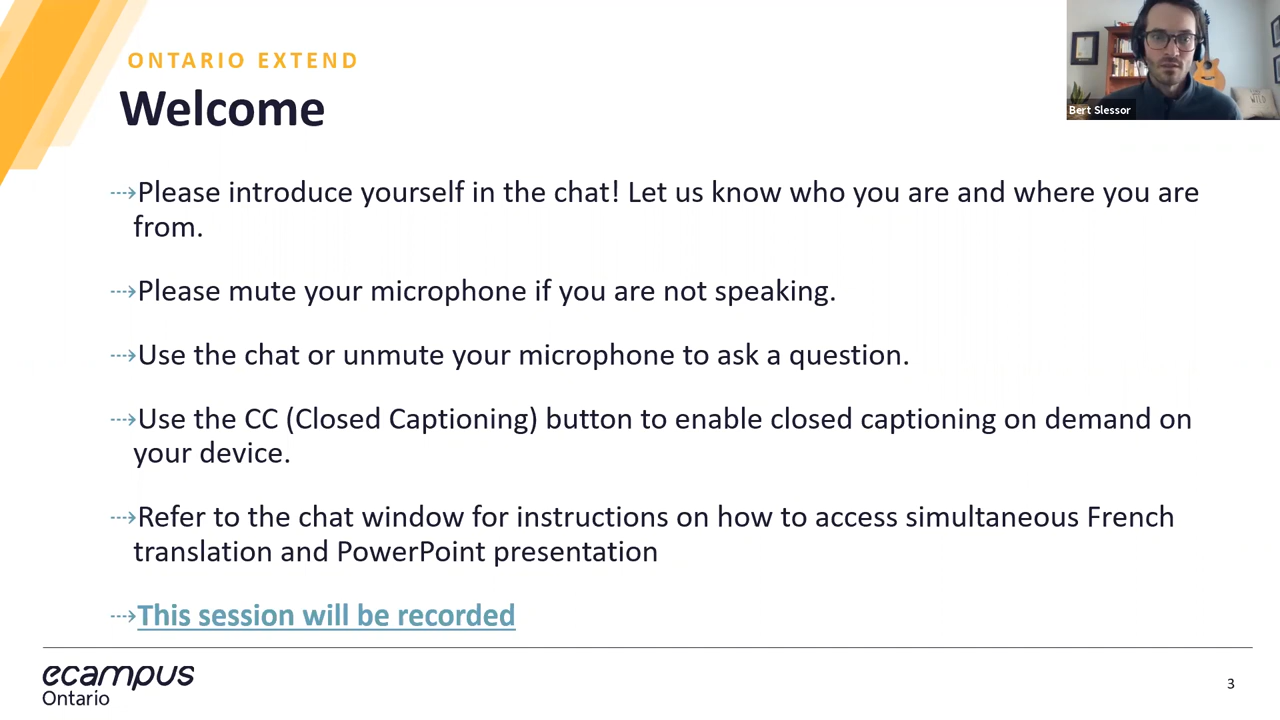 ONTARIO EXTEND
Welcome
Bert Slessor
⇢Please introduce yourself in the chat! Let us know who you are and where you are
from.
⇢Please mute your microphone if you are not speaking.
⇢Use the chat or unmute your microphone to ask a question.
⇢Use the CC (Closed Captioning) button to enable closed captioning on demand on
your device.
⇢Refer to the chat window for instructions on how to access simultaneous French
translation and PowerPoint presentation
⇢This session will be recorded
ecampus
Ontario
3